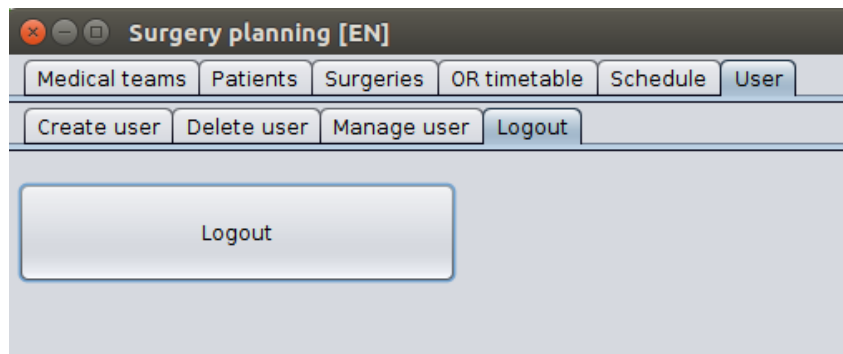 Surgery planning [EN]
Medical teams Patients Surgeries OR timetable Schedule User
Create user Delete user Manage user Logout
Logout